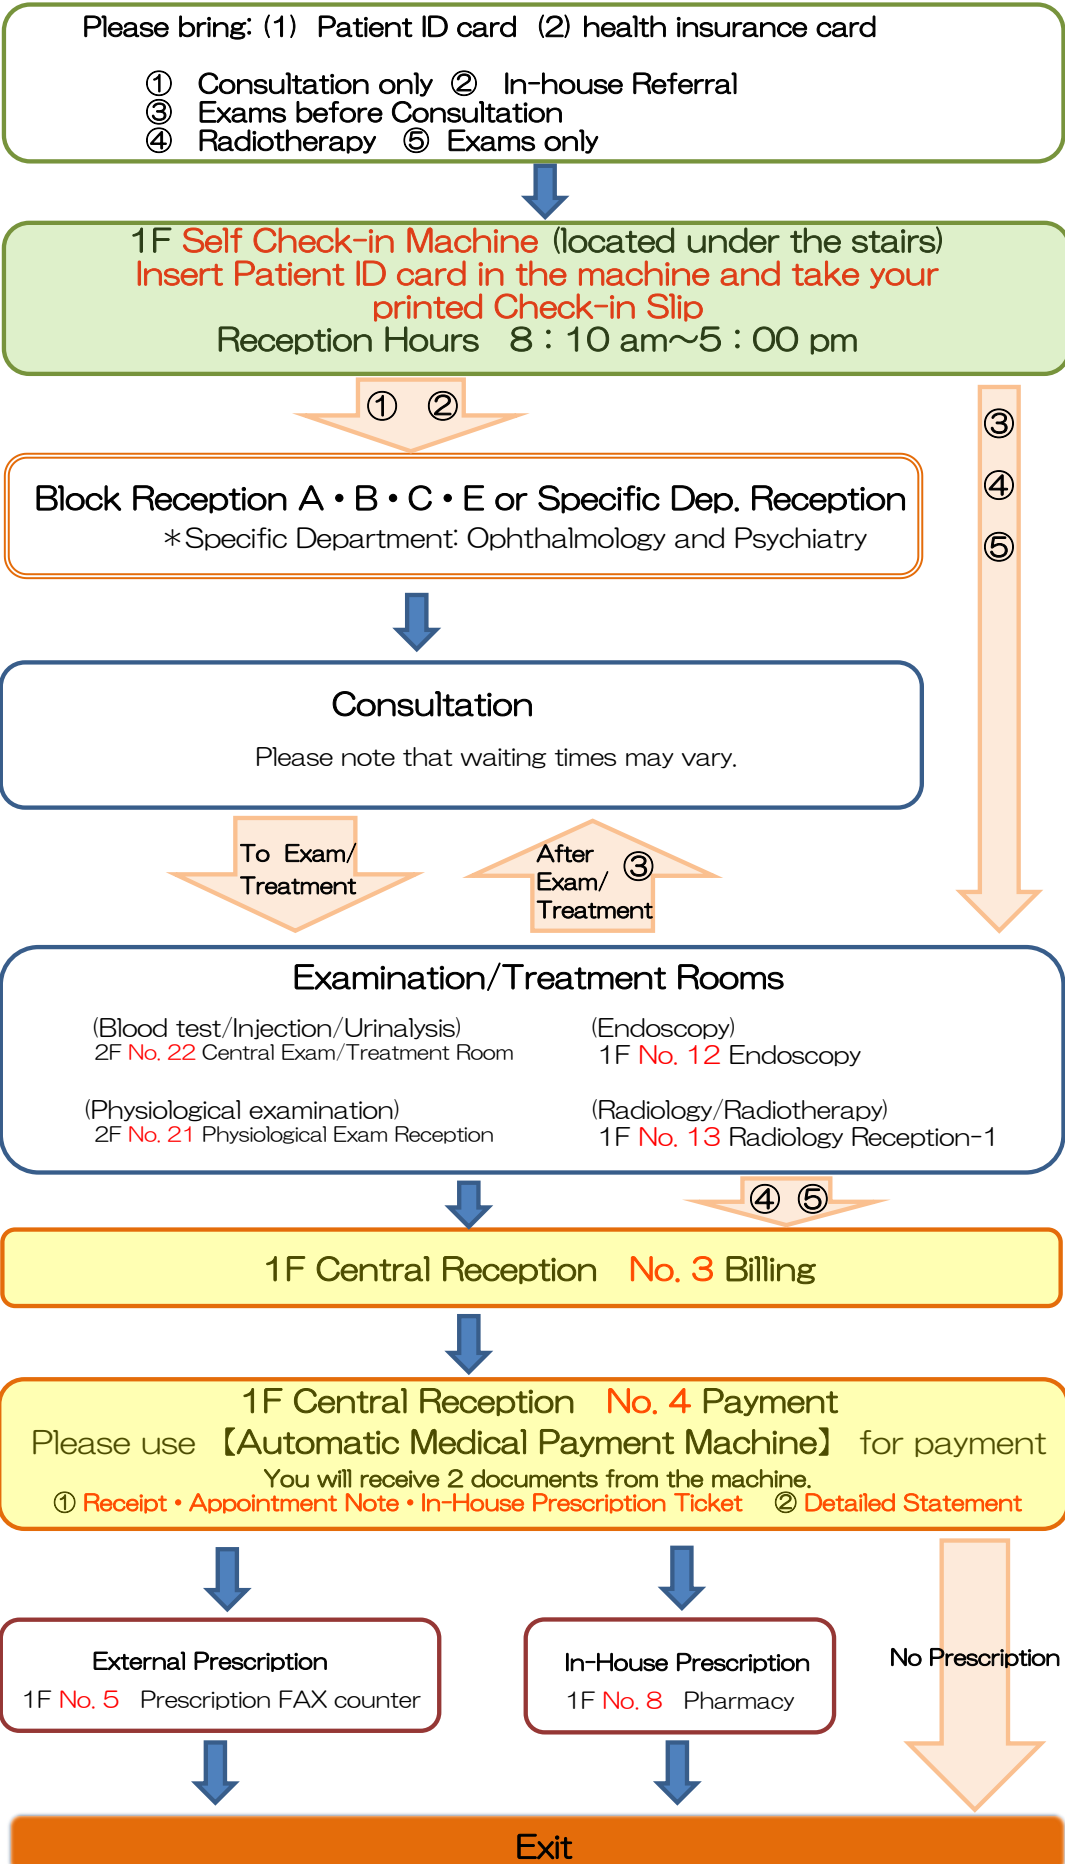 Please bring: (1) Patient ID card (2) health insurance card
① Consultation only ② In-house Referral
③ Exams before Consultation
④ Radiotherapy ⑤ Exams only
1F Self Check-in Machine (located under the stairs)
Insert Patient ID card in the machine and take your
printed Check-in Slip
Reception Hours 8：10 am～5：00 pm
① ②
③
④
⑤
Block Reception A・B・C・E or Specific Dep. Reception
＊Specific Department: Ophthalmology and Psychiatry
Consultation
Please note that waiting times may vary.
To Exam/
Treatment
After ③
Exam/
Treatment
Examination/Treatment Rooms
(Blood test/Injection/Urinalysis)
2F No. 22 Central Exam/Treatment Room
(Endoscopy)
1F No. 12 Endoscopy
(Physiological examination)
2F No. 21 Physiological Exam Reception
(Radiology/Radiotherapy)
1F No. 13 Radiology Reception-1
④ ⑤
1F Central Reception No. 3 Billing
1F Central Reception No. 4 Payment
Please use 【Automatic Medical Payment Machine】 for payment
You will receive 2 documents from the machine.
① Receipt・Appointment Note・In-House Prescription Ticket ② Detailed Statement
External Prescription
1F No. 5 Prescription FAX counter
In-House Prescription
1F No. 8 Pharmacy
No Prescription
Exit